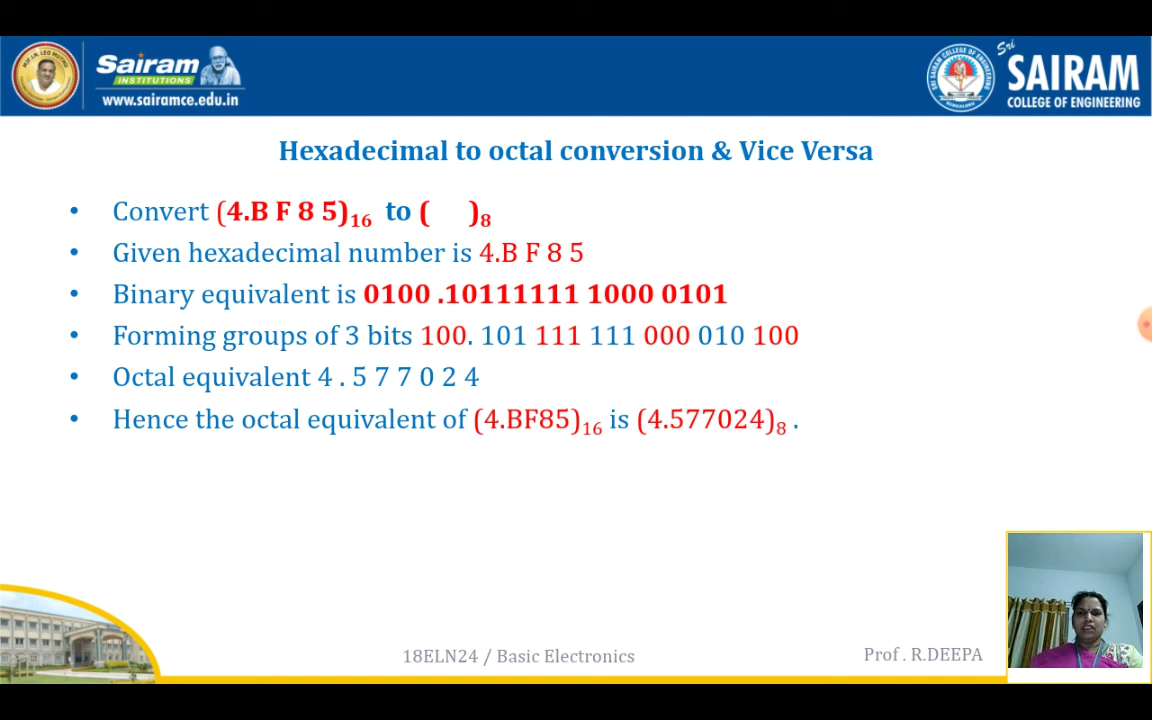 Sairam
INSTITUTIONS
www.sairamce.edu.in
Sri
SAIRAM
COLLEGE OF ENGINEERING
Hexadecimal to octal conversion & Vice Versa
• Convert (4.B F 8 5)16 to ( )8
• Given hexadecimal number is 4.B F 8 5
• Binary equivalent is 0100 .10111111 1000 0101
• Forming groups of 3 bits 100. 101 111 111 000 010 100
• Octal equivalent 4 . 5 7 7 0 2 4
• Hence the octal equivalent of (4.BF85)16 is (4.577024)8 .
18ELN24 / Basic Electronics
Prof . R.DEEPA